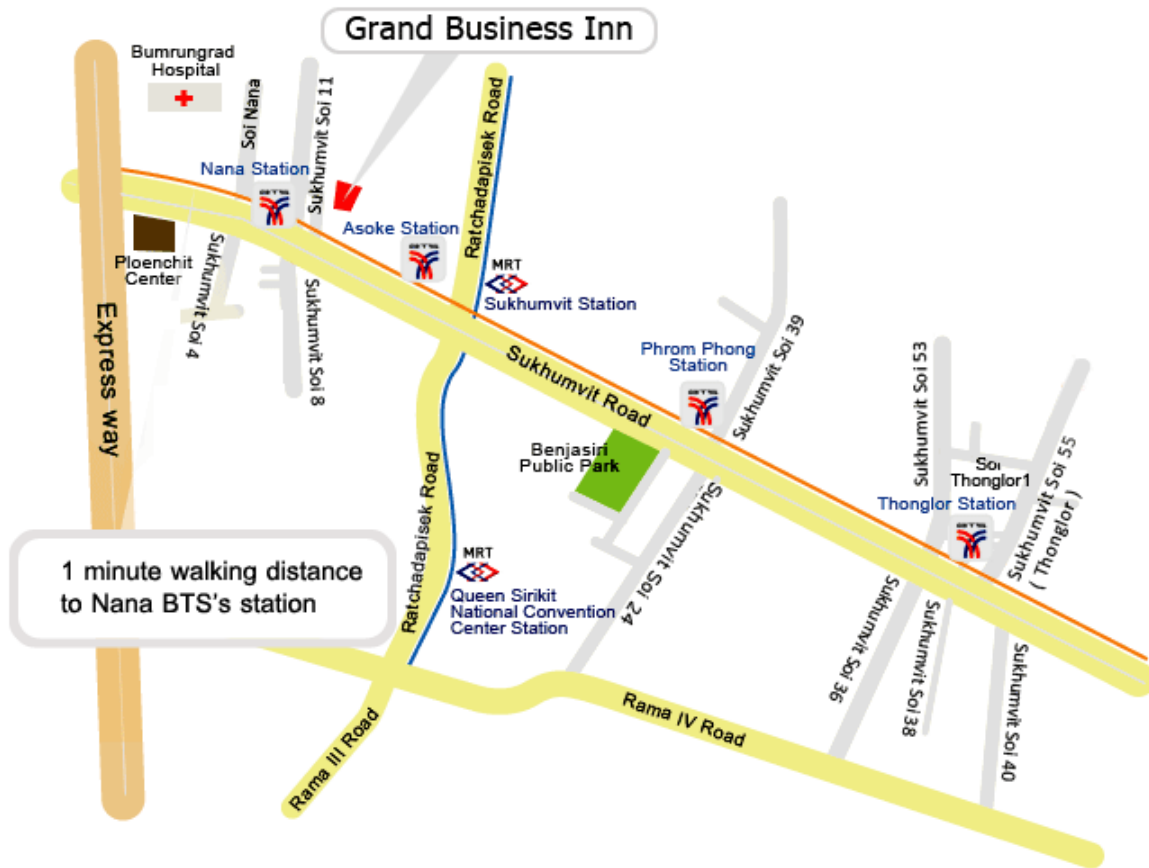 Grand Business Inn
Bumrungrad
Hospital
Soi Nana
Sukhumvit Soi 11
Ratchadapisek Road
Nana Station
BTS
Asoke Station
BTS
MRT
Sukhumvit Station
Ploenchit
Center
Sukhumvit Soi 4
Sukhumvit Soi 8
Express way
Sukhumvit Road
Phrom Phong
Station
BTS
Sukhumvit Soi 39
Sukhumvit Soi 53
Benjasiri
Public Park
Soi
Thonglor1
Sukhumvit Soi 55
( Thonglor )
Thonglor Station
BTS
Ratchadapisek Road
Sukhumvit Soi 24
1 minute walking distance
to Nana BTS's station
MRT
Queen Sirikit
National Convention
Center Station
Sukhumvit Soi 36
Sukhumvit Soi 38
Sukhumvit Soi 40
Rama III Road
Rama IV Road